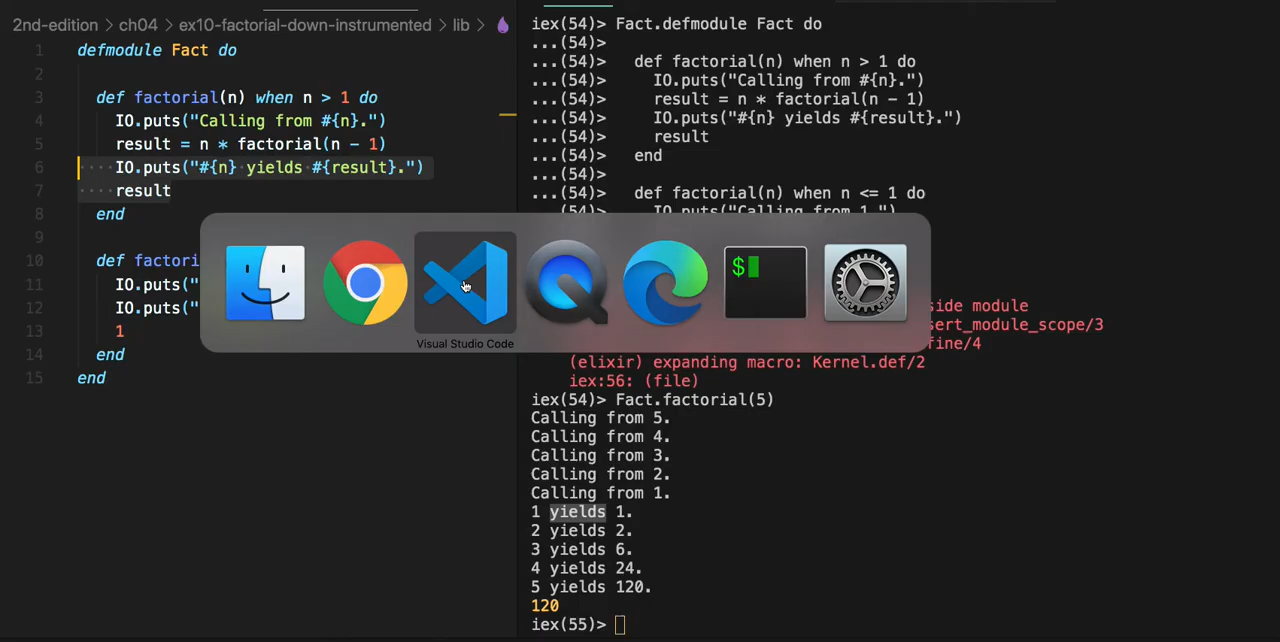 2nd-edition > ch04 > ex10-factorial-down-instrumented > lib >
1 defmodule Fact do
2
3 def factorial(n) when n > 1 do
4 IO.puts("Calling from #{n}.")
5 result = n * factorial(n - 1)
6 ····IO.puts("#{n}·yields·#{result}.")
7 ····result
8 end
9
10 def factori
11 IO.puts("
12 IO.puts("
13 1
14 end
15 end
iex(54)> Fact.defmodule Fact do
...(54)>
...(54)> def factorial(n) when n > 1 do
...(54)> IO.puts("Calling from #{n}.")
...(54)> result = n * factorial(n - 1)
...(54)> IO.puts("#{n} yields #{result}.")
...(54)> result
...(54)> end
...(54)>
...(54)> def factorial(n) when n <= 1 do
...(54)> IO.puts("Calling from 1.")
side module
sert_module_scope/3
fine/4
(elixir) expanding macro: Kernel.def/2
iex:56: (file)
iex(54)> Fact.factorial(5)
Calling from 5.
Calling from 4.
Calling from 3.
Calling from 2.
Calling from 1.
1 yields 1.
2 yields 2.
3 yields 6.
4 yields 24.
5 yields 120.
120
iex(55)>
$
Visual Studio Code